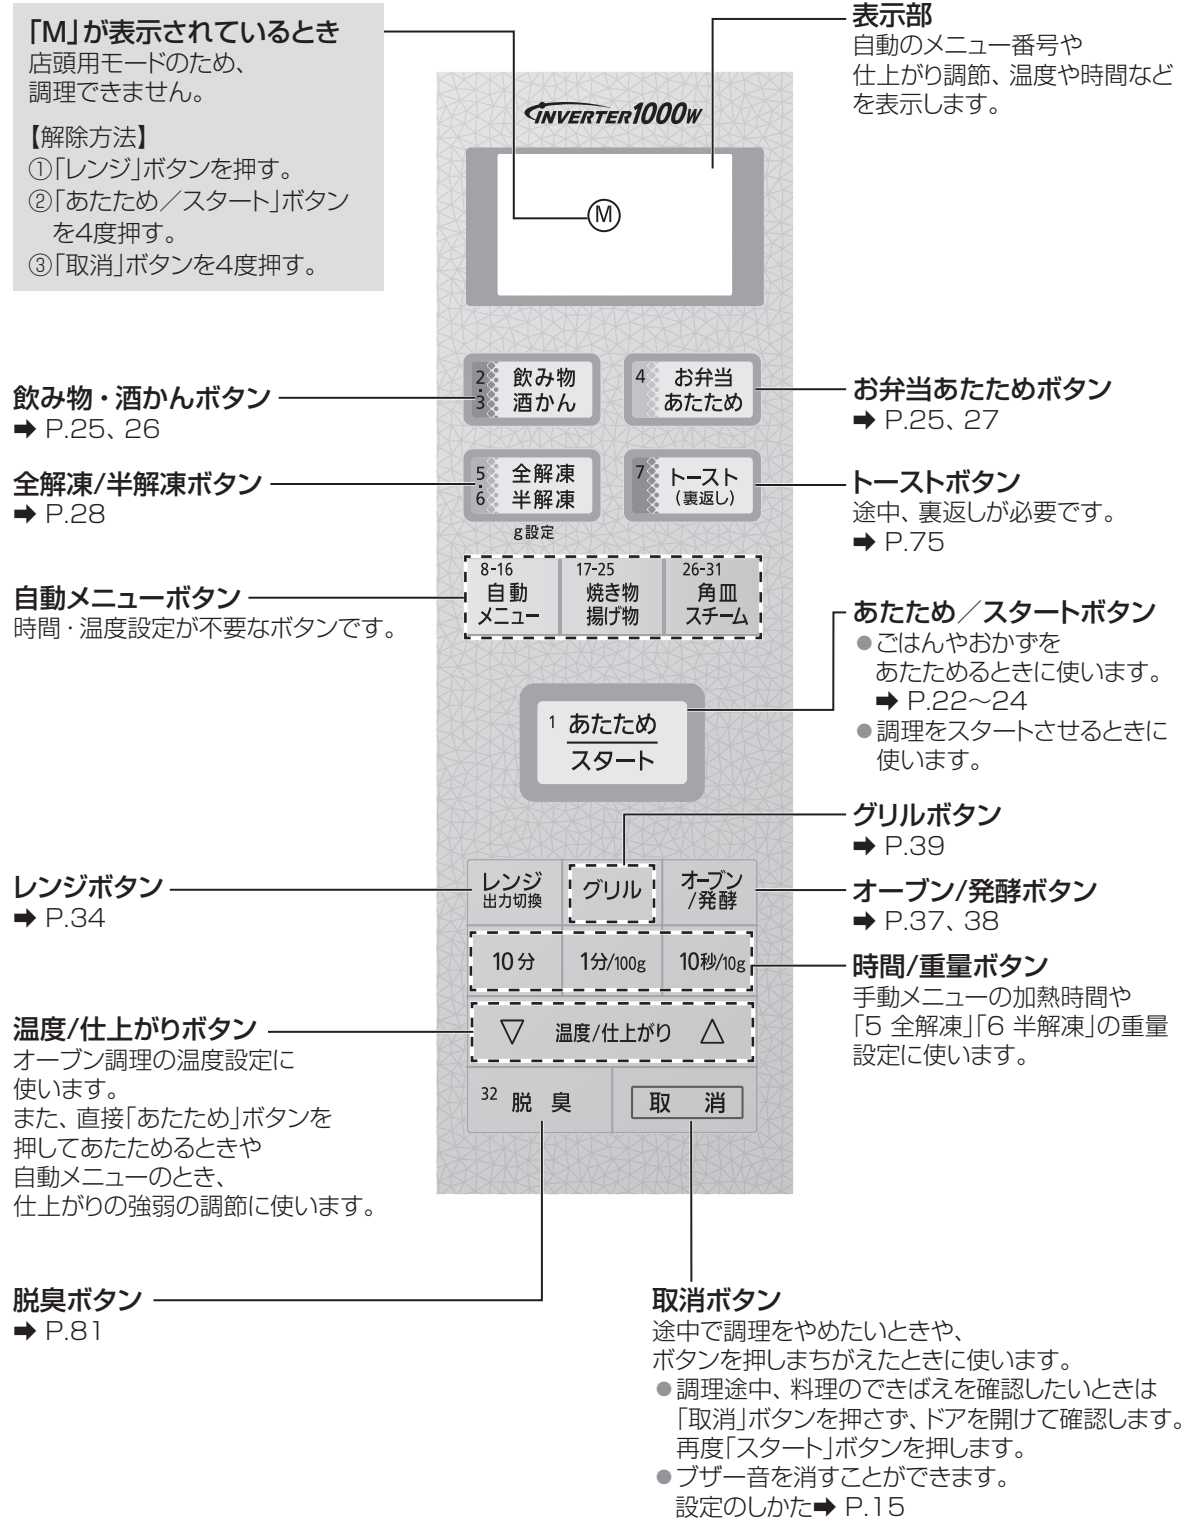 「M」が表示されているとき
店頭用モードのため、
調理できません。
【解除方法】
①「レンジ」ボタンを押す。
②「あたため／スタート」ボタン
を4度押す。
③「取消」ボタンを4度押す。
表示部
自動のメニュー番号や
仕上がり調節、温度や時間など
を表示します。
INVERTER1000W
M
飲み物・酒かんボタン
➡ P.25、26
2・3 飲み物
酒かん
4 お弁当
あたため
お弁当あたためボタン
➡ P.25、27
全解凍/半解凍ボタン
➡ P.28
5・6 全解凍
半解凍
g設定
7 トースト
（裏返し）
トーストボタン
途中、裏返しが必要です。
➡ P.75
自動メニューボタン
時間・温度設定が不要なボタンです。
8-16
自動
メニュー
17-25
焼き物
揚げ物
26-31
角皿
スチーム
1 あたため
スタート
あたため／スタートボタン
●ごはんやおかずを
あたためるときに使います。
➡ P.22〜24
●調理をスタートさせるときに
使います。
グリルボタン
➡ P.39
レンジボタン
➡ P.34
レンジ
出力切換
グリル
オーブン
/発酵
オーブン/発酵ボタン
➡ P.37、38
10分
1分/100g
10秒/10g
時間/重量ボタン
手動メニューの加熱時間や
「5 全解凍」「6 半解凍」の重量
設定に使います。
温度/仕上がりボタン
オーブン調理の温度設定に
使います。
また、直接「あたため」ボタンを
押してあたためるときや
自動メニューのとき、
仕上がりの強弱の調節に使います。
▽ 温度/仕上がり △
32 脱臭
取消
脱臭ボタン
➡ P.81
取消ボタン
途中で調理をやめたいときや、
ボタンを押しまちがえたときに使います。
●調理途中、料理のできばえを確認したいときは
「取消」ボタンを押さず、ドアを開けて確認します。
再度「スタート」ボタンを押します。
●ブザー音を消すことができます。
設定のしかた➡ P.15